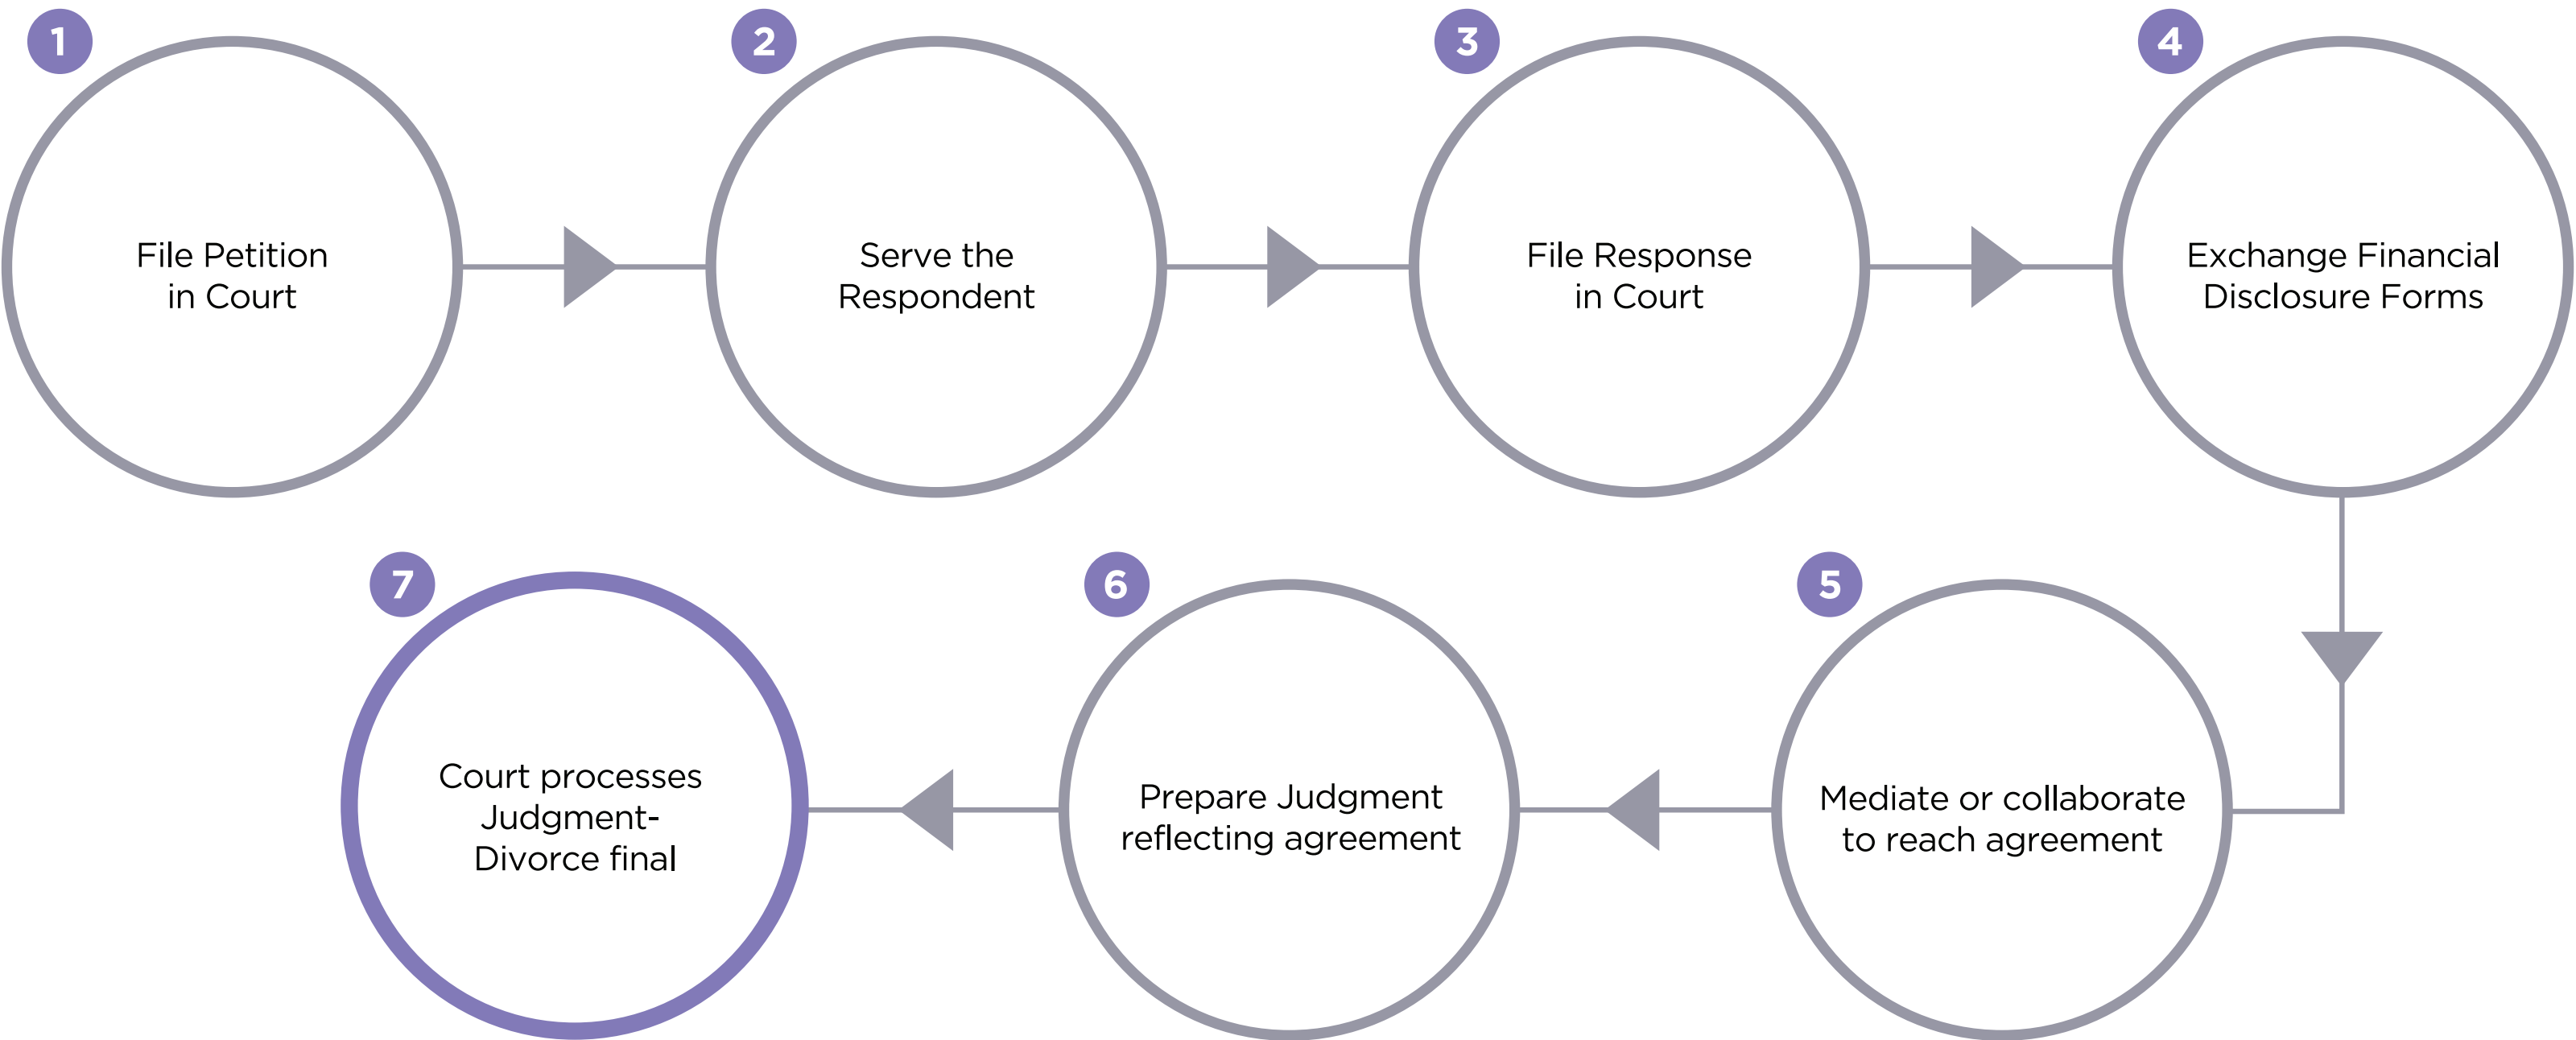 1
File Petition
in Court
2
Serve the
Respondent
3
File Response
in Court
4
Exchange Financial
Disclosure Forms
5
Mediate or collaborate
to reach agreement
6
Prepare Judgment
reflecting agreement
7
Court processes
Judgment-
Divorce final